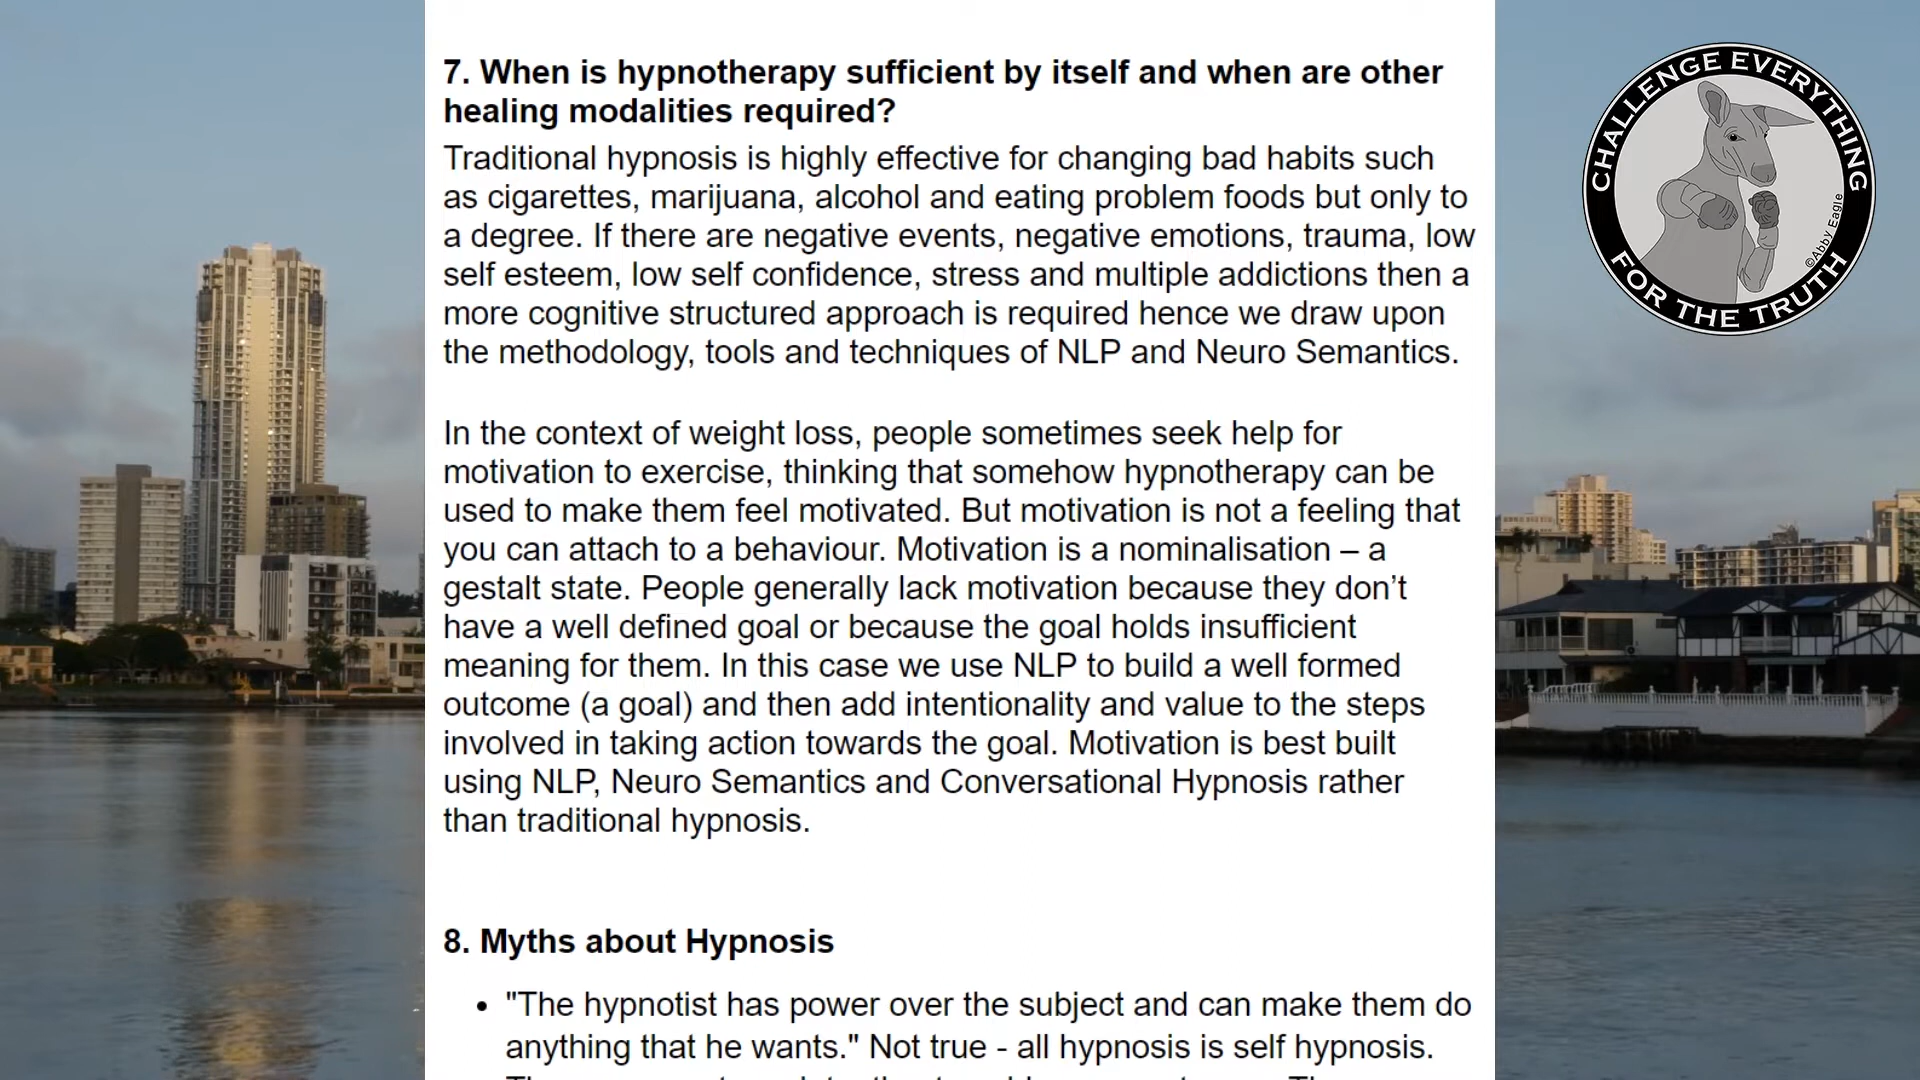 7. When is hypnotherapy sufficient by itself and when are other
healing modalities required?
Traditional hypnosis is highly effective for changing bad habits such
as cigarettes, marijuana, alcohol and eating problem foods but only to
a degree. If there are negative events, negative emotions, trauma, low
self esteem, low self confidence, stress and multiple addictions then a
more cognitive structured approach is required hence we draw upon
the methodology, tools and techniques of NLP and Neuro Semantics.
In the context of weight loss, people sometimes seek help for
motivation to exercise, thinking that somehow hypnotherapy can be
used to make them feel motivated. But motivation is not a feeling that
you can attach to a behaviour. Motivation is a nominalisation – a
gestalt state. People generally lack motivation because they don’t
have a well defined goal or because the goal holds insufficient
meaning for them. In this case we use NLP to build a well formed
outcome (a goal) and then add intentionality and value to the steps
involved in taking action towards the goal. Motivation is best built
using NLP, Neuro Semantics and Conversational Hypnosis rather
than traditional hypnosis.
8. Myths about Hypnosis
• "The hypnotist has power over the subject and can make them do
anything that he wants." Not true - all hypnosis is self hypnosis.
CHALLENGE EVERYTHING
FOR THE TRUTH
©Abby Eagle